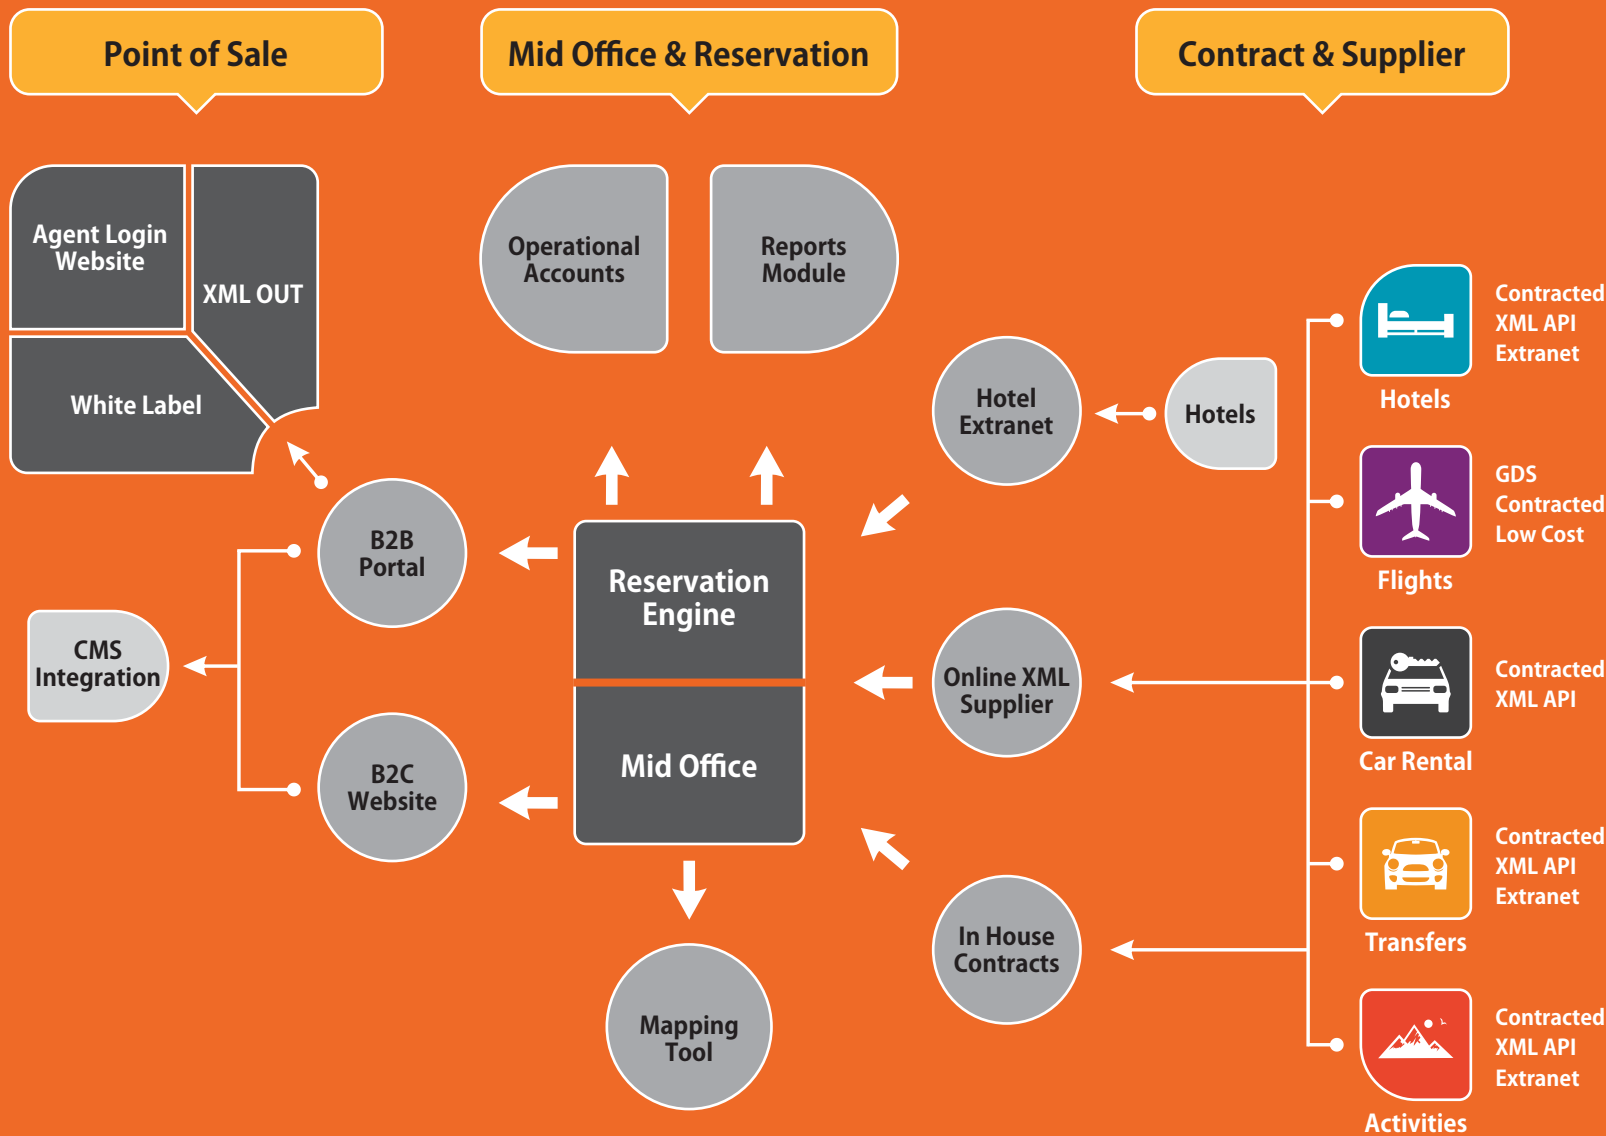 Point of Sale
Mid Office & Reservation
Contract & Supplier
Agent Login
Website
XML OUT
White Label
Operational
Accounts
Reports
Module
Hotel
Extranet
Hotels
Contracted
XML API
Extranet
Hotels
GDS
Contracted
Low Cost
Flights
B2B
Portal
Reservation
Engine
CMS
Integration
Online XML
Supplier
Contracted
XML API
Car Rental
B2C
Website
Mid Office
Contracted
XML API
Extranet
Transfers
In House
Contracts
Mapping
Tool
Contracted
XML API
Extranet
Activities